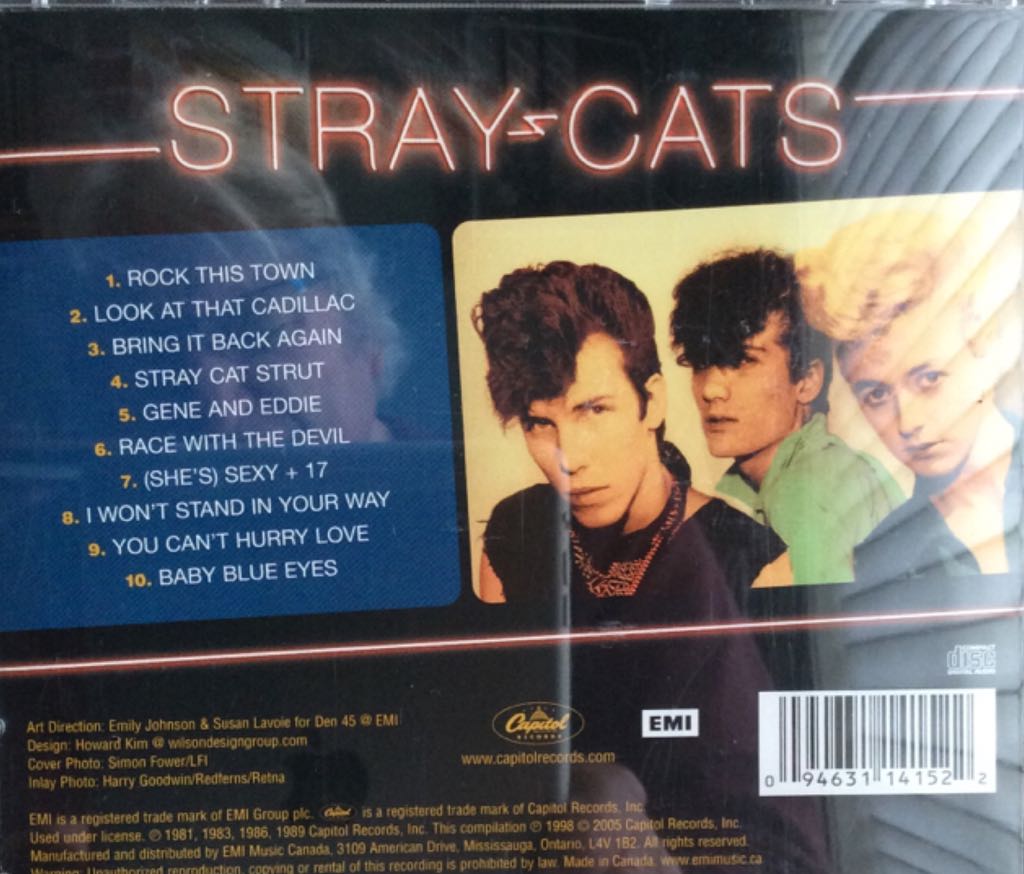 STRAY CATS
1. ROCK THIS TOWN
2. LOOK AT THAT CADILLAC
3. BRING IT BACK AGAIN
4. STRAY CAT STRUT
5. GENE AND EDDIE
6. RACE WITH THE DEVIL
7. (SHE'S) SEXY + 17
8. I WON'T STAND IN YOUR WAY
9. YOU CAN'T HURRY LOVE
10. BABY BLUE EYES
COMPACT
disc
DIGITAL AUDIO
Art Direction: Emily Johnson & Susan Lavoie for Den 45 @ EMI
Design: Howard Kim @ wilsondesigngroup.com
Cover Photo: Simon Fower/LFI
Inlay Photo: Harry Goodwin/Redferns/Retna
Capitol
RECORDS
www.capitolrecords.com
EMI
0 94631 14152 2
EMI is a registered trade mark of EMI Group plc. Capitol is a registered trade mark of Capitol Records, Inc.
Used under license. ℗ 1981, 1983, 1986, 1989 Capitol Records, Inc. This compilation ℗ 1998 © 2005 Capitol Records, Inc.
Manufactured and distributed by EMI Music Canada, 3109 American Drive, Mississauga, Ontario, L4V 1B2. All rights reserved.
Warning: Unauthorized reproduction, copying or rental of this recording is prohibited by law. Made in Canada. www.emimusic.ca